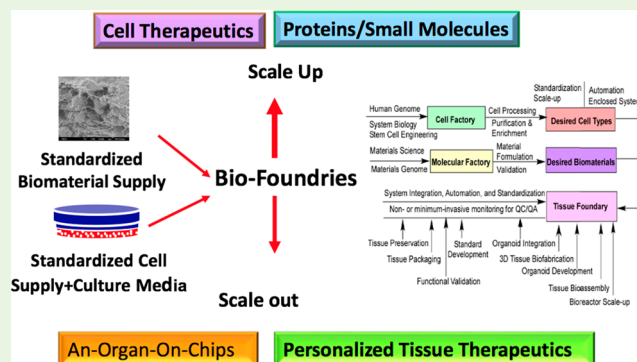 Cell Therapeutics
Proteins/Small Molecules
Scale Up
Standardized
Biomaterial Supply
Bio-Foundries
Standardized Cell
Supply+Culture Media
Scale out
Human Genome
System Biology
Stem Cell Engineering
Cell Factory
Cell Processing
Purification &
Enrichment
Standardization
Scale-up
Automation
Enclosed System
Desired Cell Types
Materials Science
Materials Genome
Molecular Factory
Material
Formulation
Validation
Desired Biomaterials
System Integration, Automation, and Standardization
Non- or minimum-invasive monitoring for QC/QA
Tissue Foundary
Tissue Preservation
Tissue Packaging
Functional Validation
Standard
Development
Organoid Integration
3D Tissue Biofabrication
Organoid Development
Tissue Bioassembly
Bioreactor Scale-up
An-Organ-On-Chips
Personalized Tissue Therapeutics